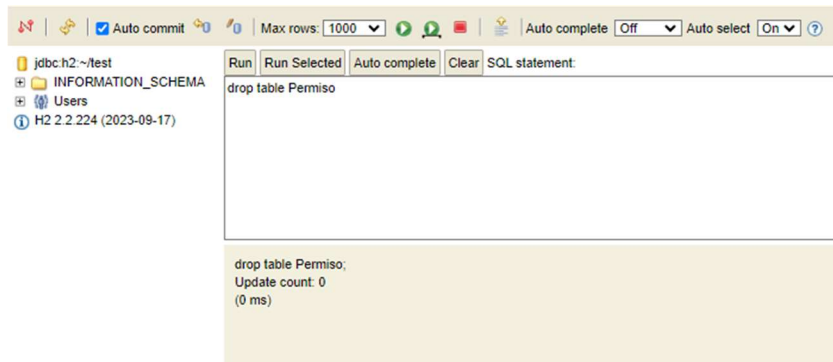 Auto commit Max rows: 1000 Auto complete Off Auto select On ?
jdbc:h2:~/test
INFORMATION_SCHEMA
Users
H2 2.2.224 (2023-09-17)
Run Run Selected Auto complete Clear SQL statement:
drop table Permiso
drop table Permiso;
Update count: 0
(0 ms)